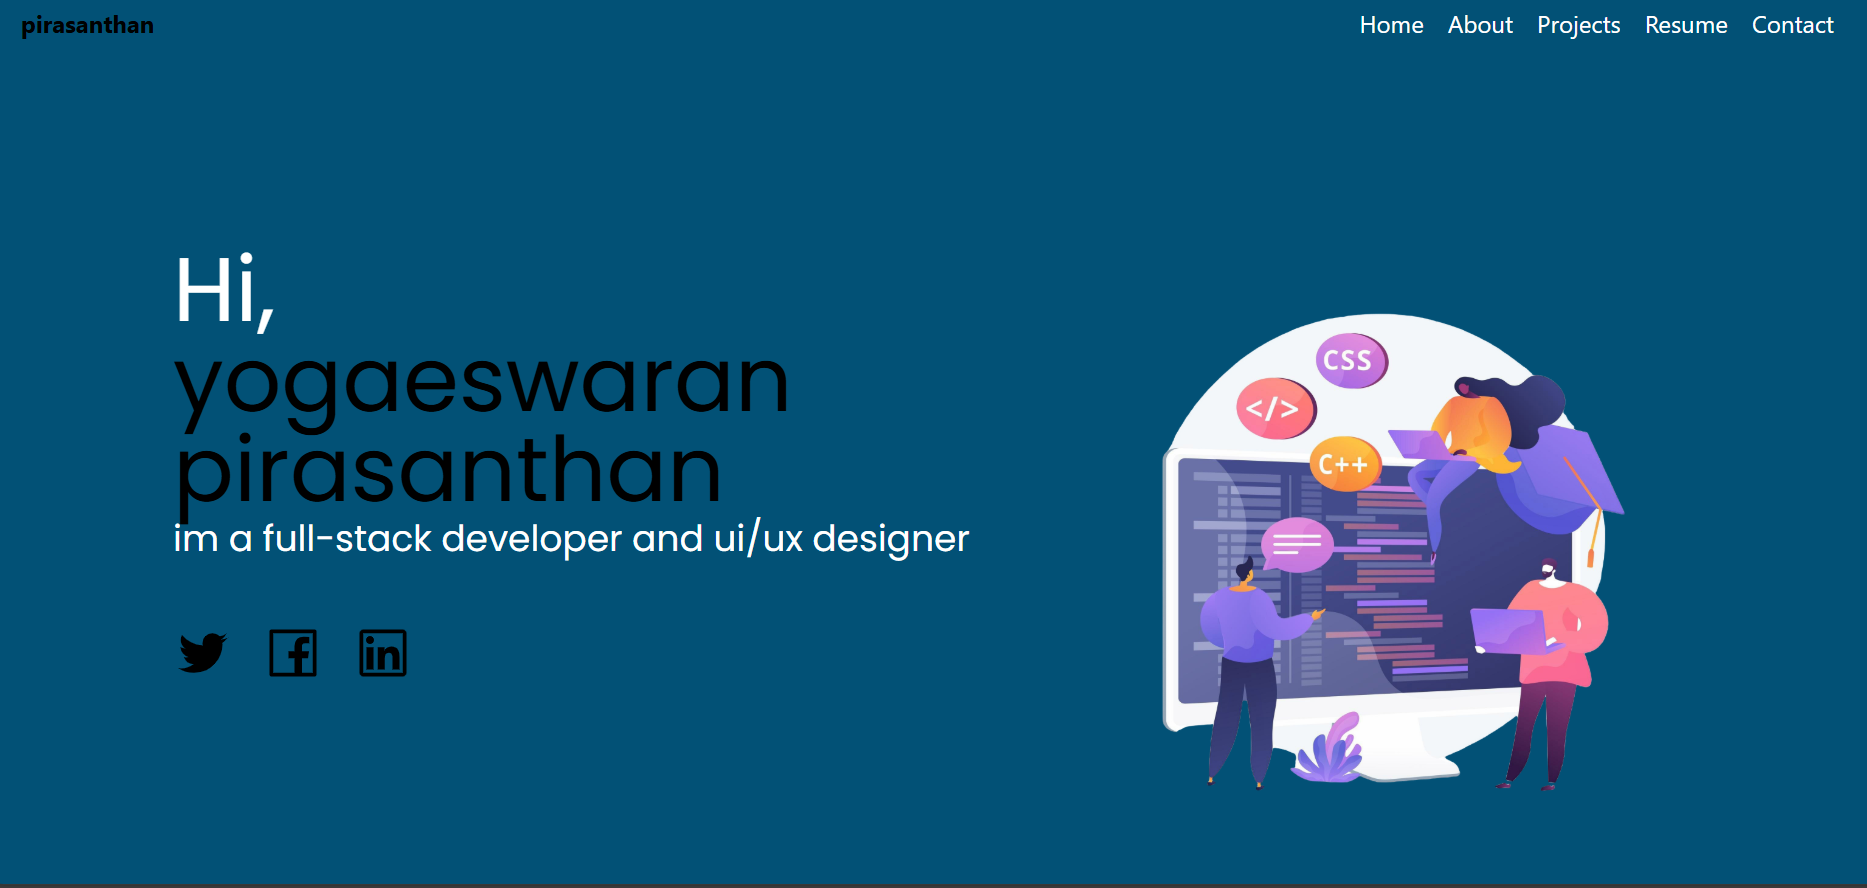 pirasanthan
Home About Projects Resume Contact
Hi,
yogaeswaran
pirasanthan
im a full-stack developer and ui/ux designer
CSS
</>
C++